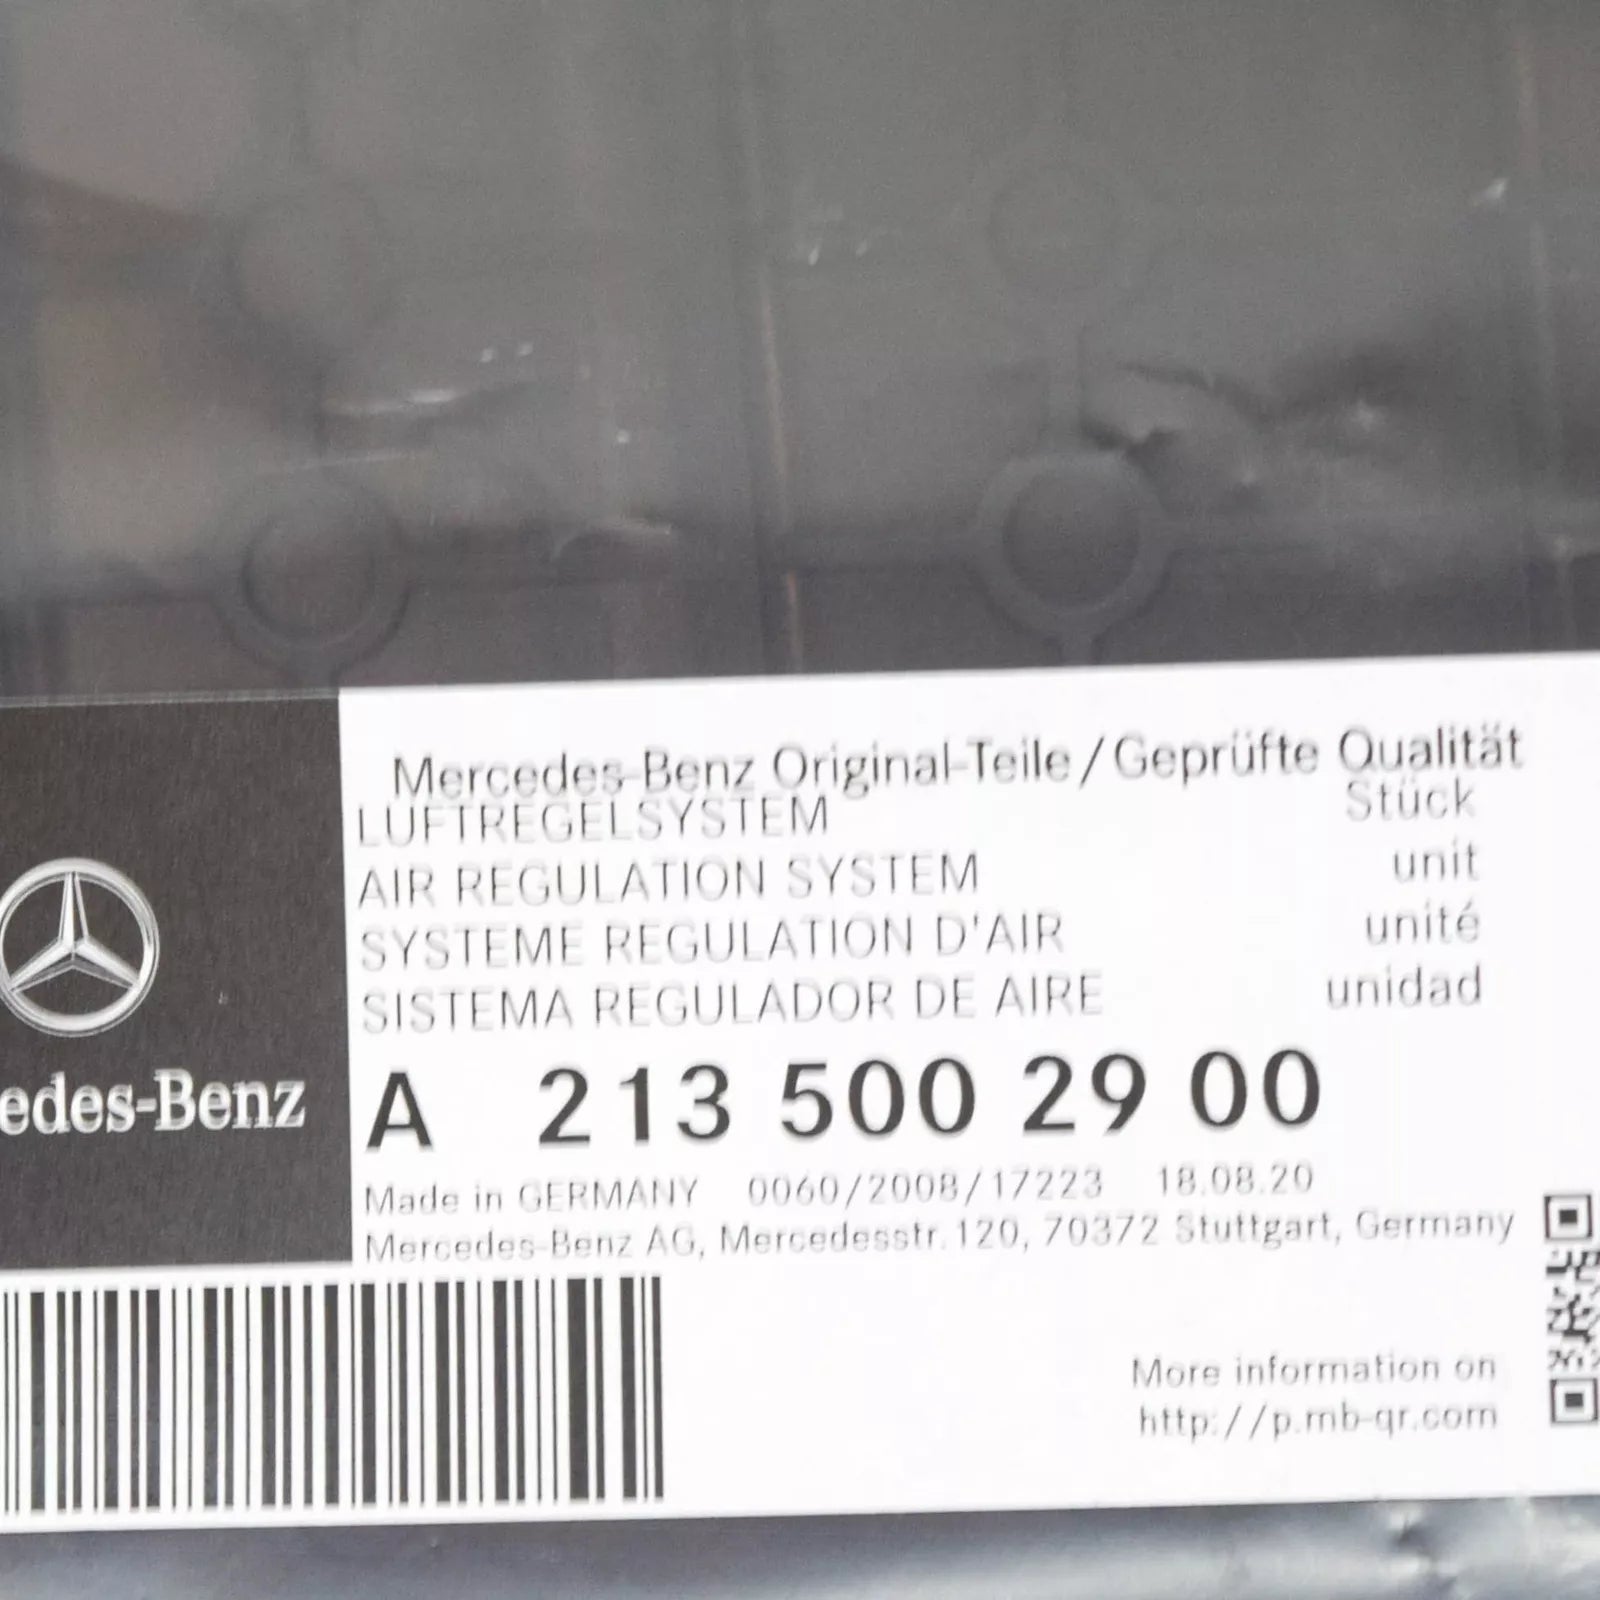 Mercedes-Benz Original-Teile / Geprüfte Qualität
LUFTREGELSYSTEM Stück
AIR REGULATION SYSTEM unit
SYSTEME REGULATION D'AIR unité
SISTEMA REGULADOR DE AIRE unidad
edes-Benz
A 213 500 29 00
Made in GERMANY 0060/2008/17223 18.08.20
Mercedes-Benz AG, Mercedesstr. 120, 70372 Stuttgart, Germany
More information on
http://p.mb-qr.com